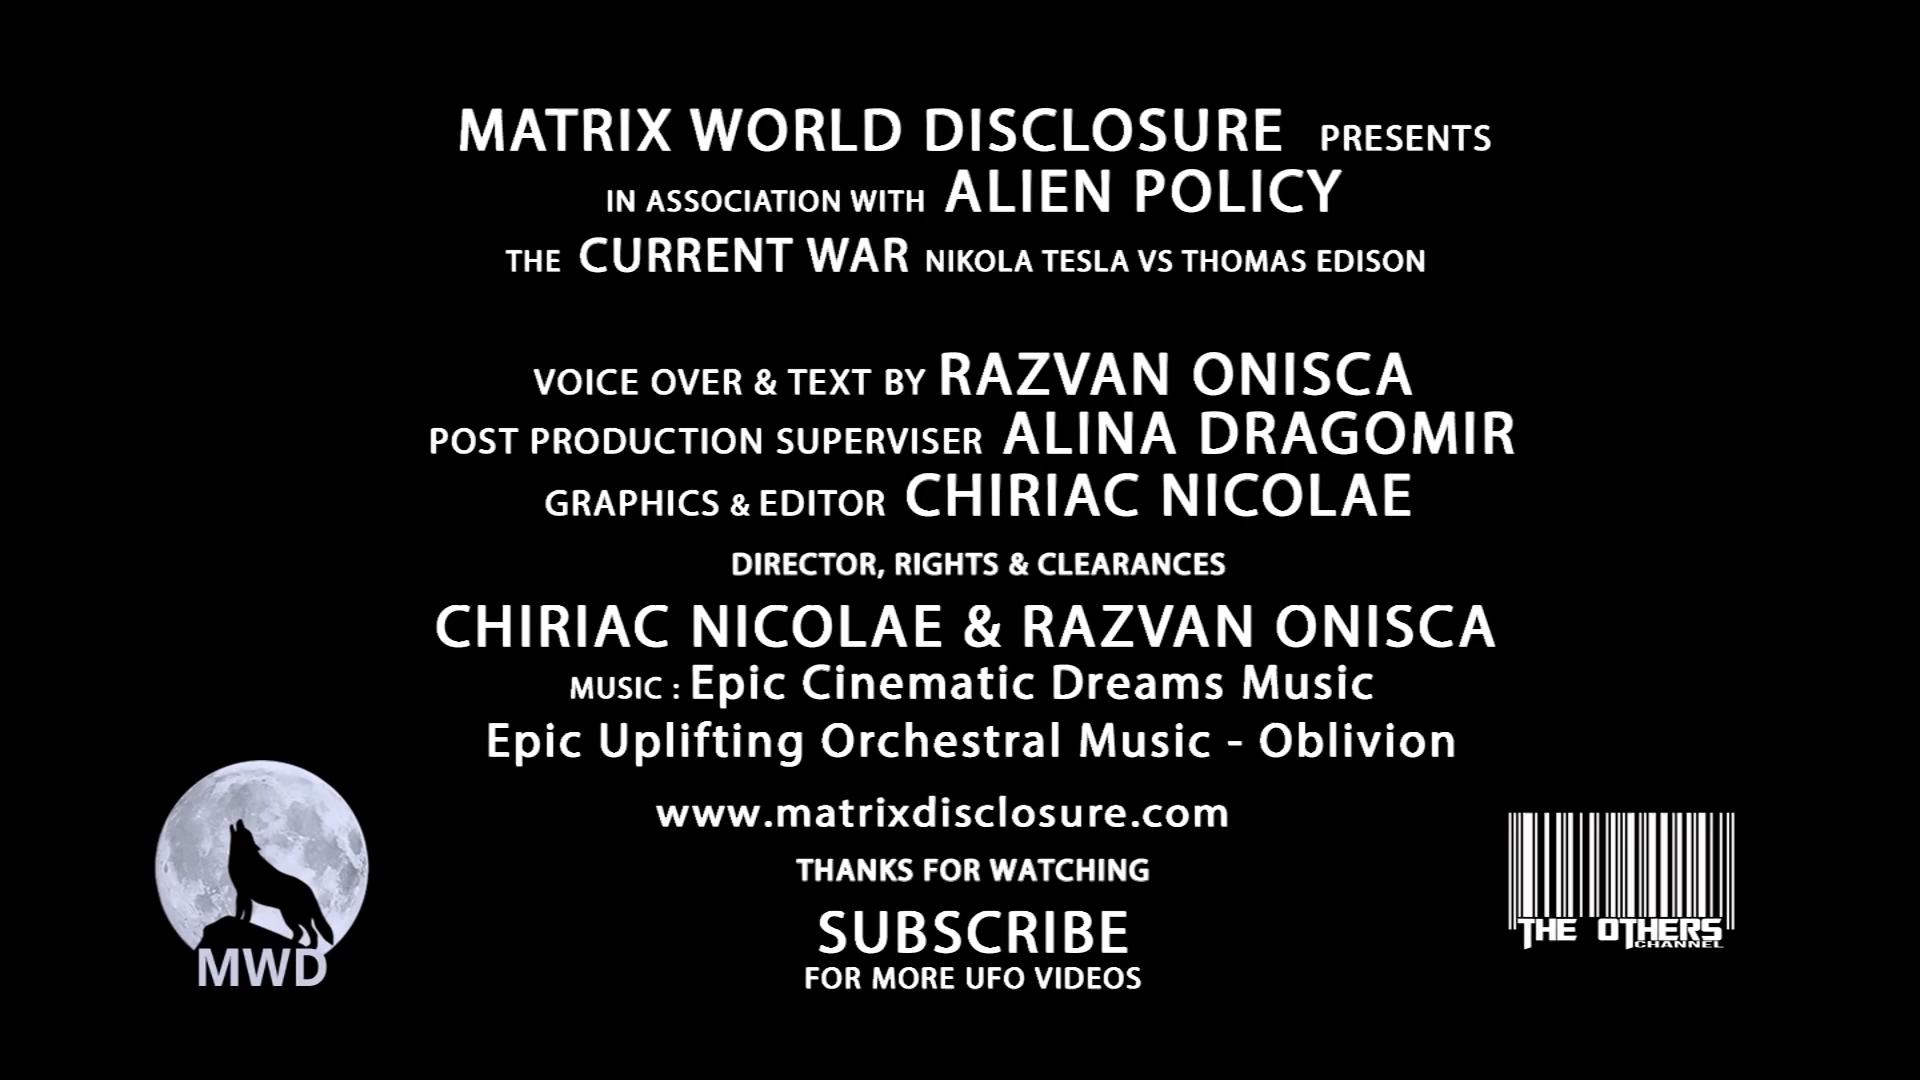 MATRIX WORLD DISCLOSURE PRESENTS
IN ASSOCIATION WITH ALIEN POLICY
THE CURRENT WAR NIKOLA TESLA VS THOMAS EDISON
VOICE OVER & TEXT BY RAZVAN ONISCA
POST PRODUCTION SUPERVISER ALINA DRAGOMIR
GRAPHICS & EDITOR CHIRIAC NICOLAE
DIRECTOR, RIGHTS & CLEARANCES
CHIRIAC NICOLAE & RAZVAN ONISCA
MUSIC : Epic Cinematic Dreams Music
Epic Uplifting Orchestral Music - Oblivion
www.matrixdisclosure.com
THANKS FOR WATCHING
SUBSCRIBE
FOR MORE UFO VIDEOS
MWD
THE OTHERS
CHANNEL